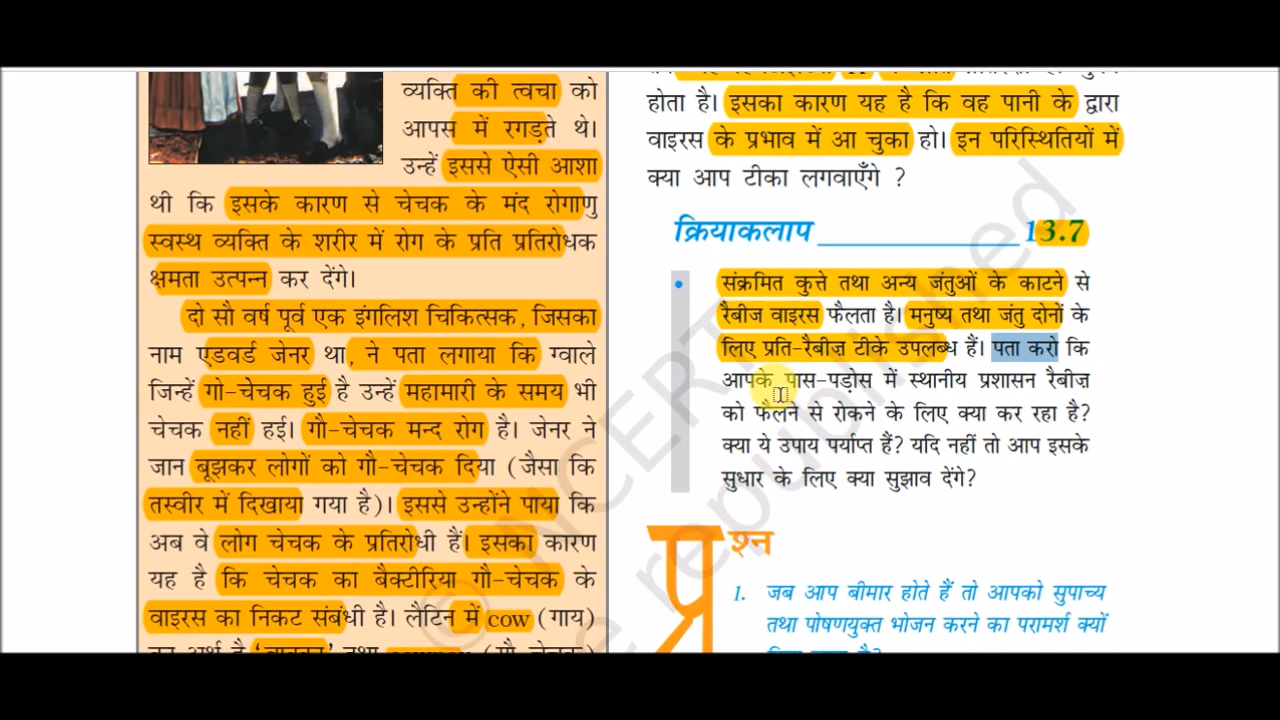 व्यक्ति की त्वचा को
आपस में रगड़ते थे।
उन्हें इससे ऐसी आशा
थी कि इसके कारण से चेचक के मंद रोगाणु
स्वस्थ व्यक्ति के शरीर में रोग के प्रति प्रतिरोधक
क्षमता उत्पन्न कर देंगे।
दो सौ वर्ष पूर्व एक इंगलिश चिकित्सक, जिसका
नाम एडवर्ड जेनर था, ने पता लगाया कि ग्वाले
जिन्हें गो-चेचक हुई है उन्हें महामारी के समय भी
चेचक नहीं हई। गौ-चेचक मन्द रोग है। जेनर ने
जान बूझकर लोगों को गौ-चेचक दिया (जैसा कि
तस्वीर में दिखाया गया है)। इससे उन्होंने पाया कि
अब वे लोग चेचक के प्रतिरोधी हैं। इसका कारण
यह है कि चेचक का बैक्टीरिया गौ-चेचक के
वाइरस का निकट संबंधी है। लैटिन में cow (गाय)
होता है। इसका कारण यह है कि वह पानी के द्वारा
वाइरस के प्रभाव में आ चुका हो। इन परिस्थितियों में
क्या आप टीका लगवाएँगे ?
क्रियाकलाप 13.7
• संक्रमित कुत्ते तथा अन्य जंतुओं के काटने से
रैबीज वाइरस फैलता है। मनुष्य तथा जंतु दोनों के
लिए प्रति-रैबीज़ टीके उपलब्ध हैं। पता करो कि
आपके पास-पड़ोस में स्थानीय प्रशासन रैबीज
को फैलने से रोकने के लिए क्या कर रहा है?
क्या ये उपाय पर्याप्त हैं? यदि नहीं तो आप इसके
सुधार के लिए क्या सुझाव देंगे?
प्रश्न
1. जब आप बीमार होते हैं तो आपको सुपाच्य
तथा पोषणयुक्त भोजन करने का परामर्श क्यों
© NCERT
republished